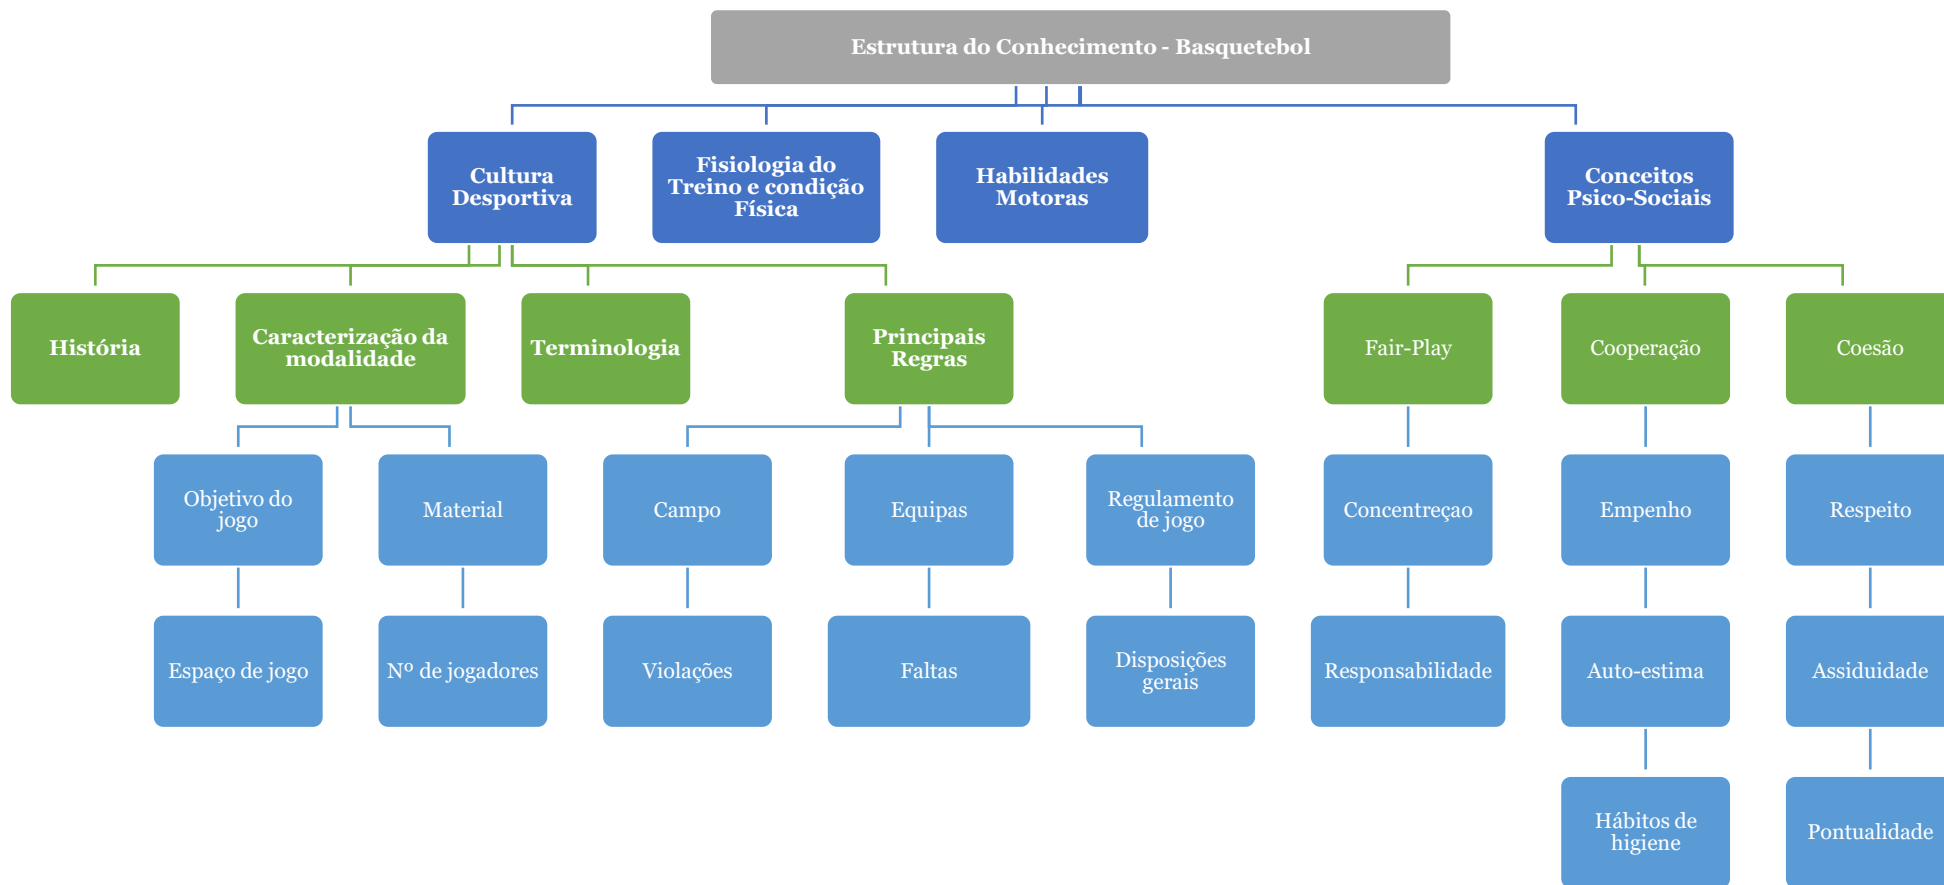 Estrutura do Conhecimento - Basquetebol
Cultura
Desportiva
Fisiologia do
Treino e condição
Física
Habilidades
Motoras
Conceitos
Psico-Sociais
História
Caracterização da
modalidade
Terminologia
Principais
Regras
Fair-Play
Cooperação
Coesão
Objetivo do
jogo
Material
Campo
Equipas
Regulamento
de jogo
Concentreçao
Empenho
Respeito
Espaço de jogo
Nº de jogadores
Violações
Faltas
Disposições
gerais
Responsabilidade
Auto-estima
Assiduidade
Hábitos de
higiene
Pontualidade